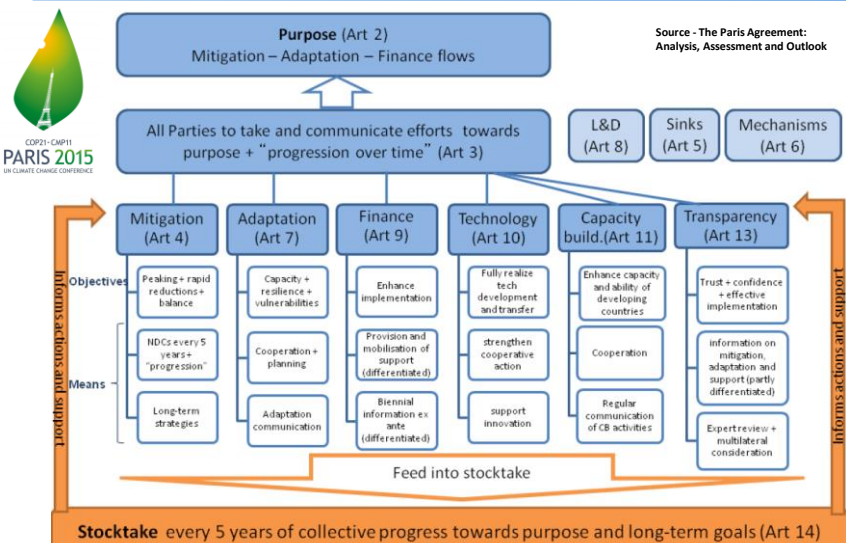 Purpose (Art 2)
Mitigation – Adaptation – Finance flows
Source - The Paris Agreement:
Analysis, Assessment and Outlook
COP21·CMP11
PARIS 2015
UN CLIMATE CHANGE CONFERENCE
All Parties to take and communicate efforts towards
purpose + “progression over time” (Art 3)
L&D
(Art 8)
Sinks
(Art 5)
Mechanisms
(Art 6)
Mitigation
(Art 4)
Adaptation
(Art 7)
Finance
(Art 9)
Technology
(Art 10)
Capacity
build.(Art 11)
Transparency
(Art 13)
Informs actions and support
Objectives
Peaking + rapid
reductions +
balance
Capacity +
resilience +
vulnerabilities
Enhance
implementation
Fully realize
tech
development
and transfer
Enhance capacity
and ability of
developing
countries
Trust + confidence
+ effective
implementation
Means
NDCs every 5
years +
“progression”
Cooperation +
planning
Provision and
mobilisation of
support
(differentiated)
strengthen
cooperative
action
Cooperation
information on
mitigation,
adaptation and
support (partly
differentiated)
Long-term
strategies
Adaptation
communication
Biennial
information ex
ante
(differentiated)
support
innovation
Regular
communication
of CB activities
Expert review +
multilateral
consideration
Informs actions and support
Feed into stocktake
Stocktake every 5 years of collective progress towards purpose and long-term goals (Art 14)